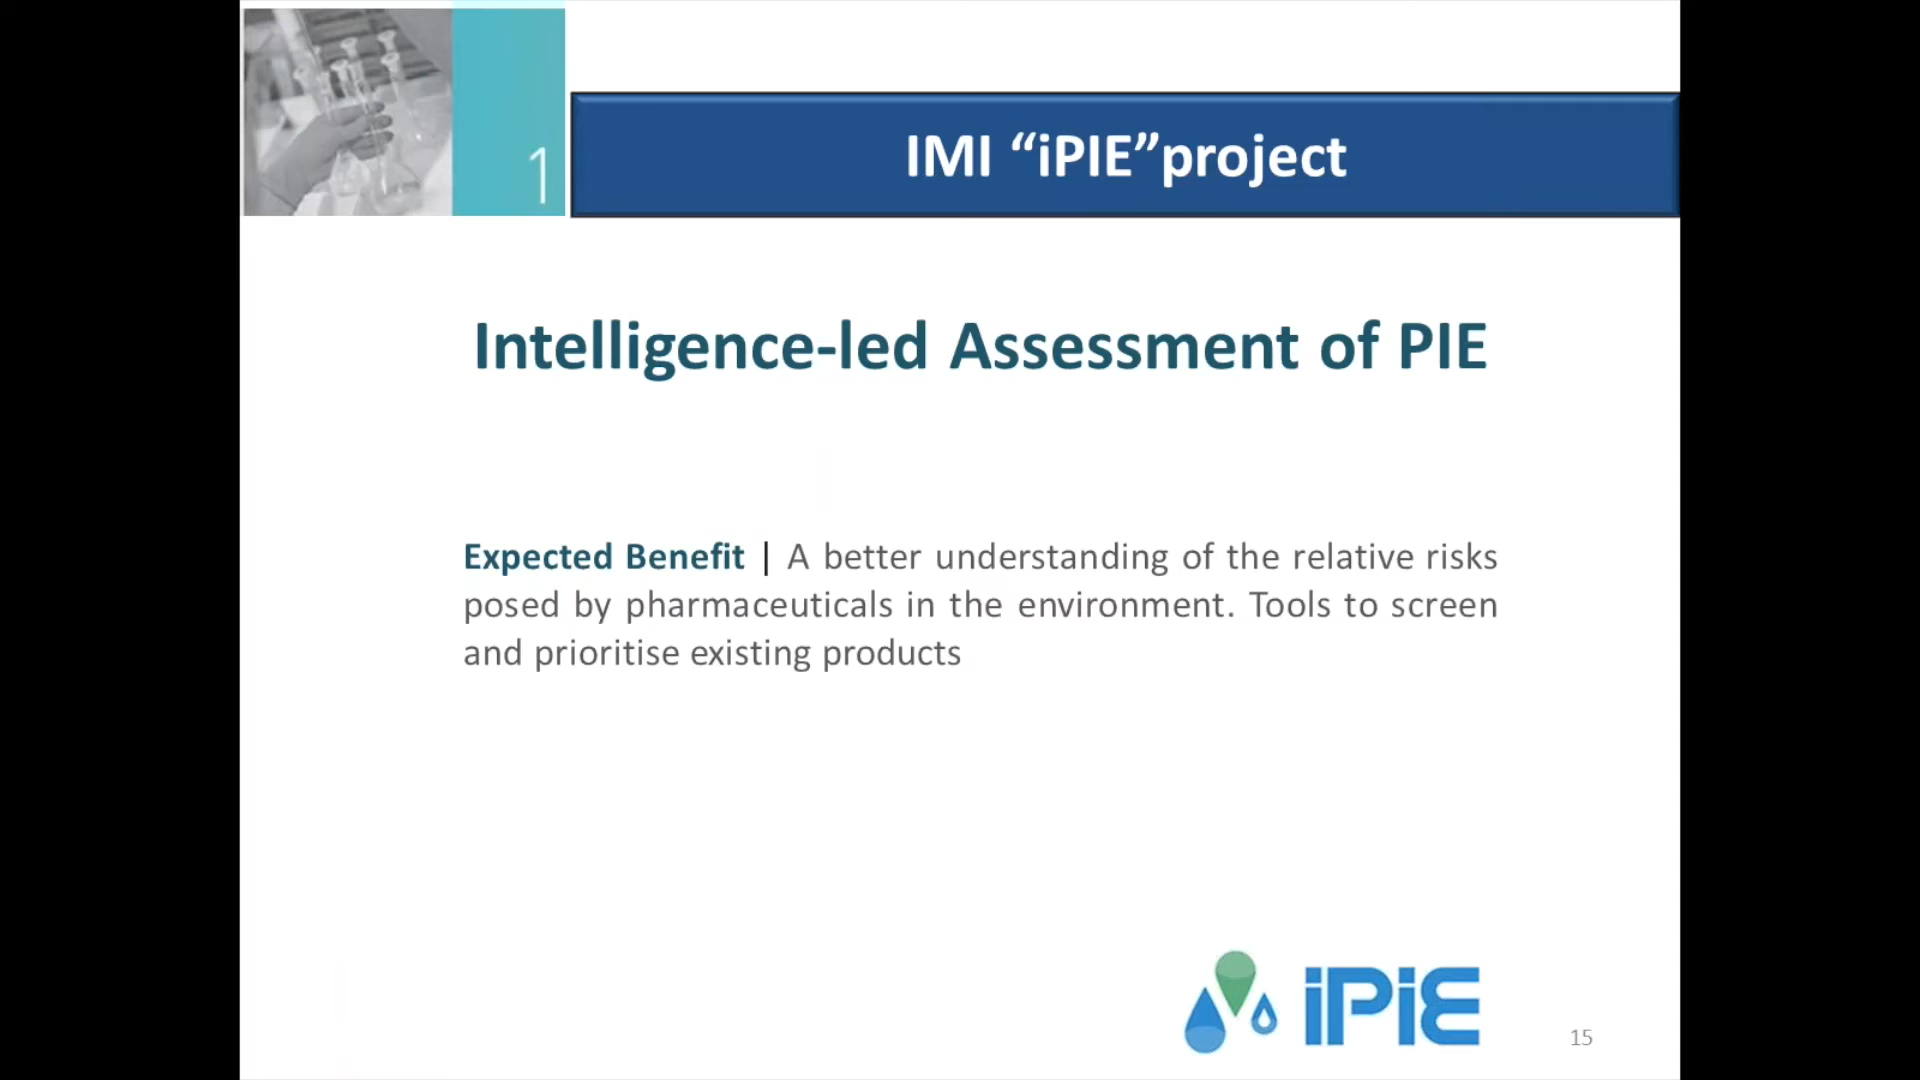 1
IMI “iPIE”project
Intelligence-led Assessment of PIE
Expected Benefit | A better understanding of the relative risks
posed by pharmaceuticals in the environment. Tools to screen
and prioritise existing products
iPiE
15